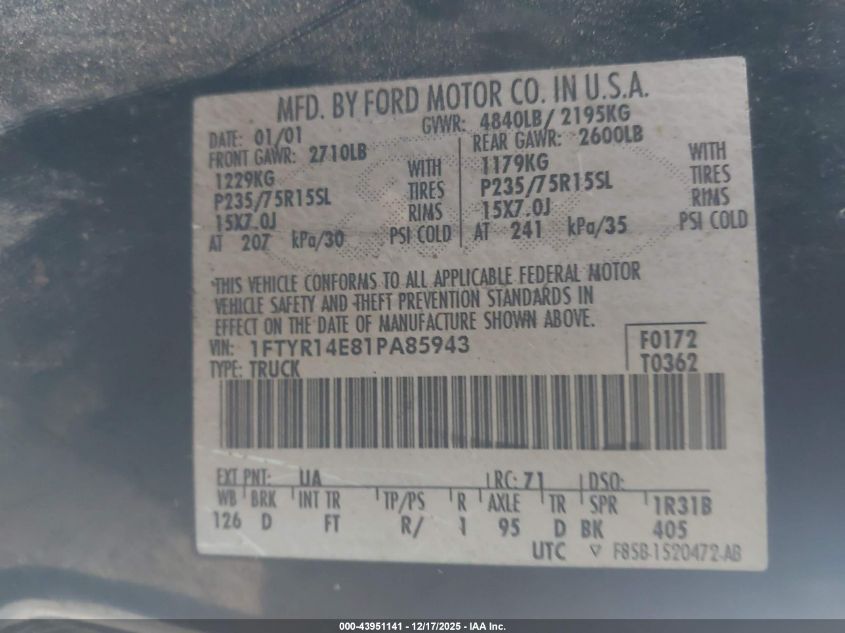 MFD. BY FORD MOTOR CO. IN U.S.A.
DATE: 01/01 GVWR: 4840LB/ 2195KG
FRONT GAWR: 2710LB REAR GAWR: 2600LB
1229KG WITH 1179KG WITH
P235/75R15SL TIRES P235/75R15SL TIRES
15X7.0J RIMS 15X7.0J RIMS
AT 207 kPa/30 PSI COLD AT 241 kPa/35 PSI COLD
THIS VEHICLE CONFORMS TO ALL APPLICABLE FEDERAL MOTOR
VEHICLE SAFETY AND THEFT PREVENTION STANDARDS IN
EFFECT ON THE DATE OF MANUFACTURE SHOWN ABOVE.
VIN: 1FTYR14E81PA85943 F0172
TYPE: TRUCK T0362
EXT PNT: UA RC: 71 DSO:
WB BRK INT TR TP/PS R AXLE TR SPR 1R31B
126 D FT R/ 1 95 D BK 405
UTC F85B-1520472-AB
000-43951141 - 12/17/2025 - IAA Inc.